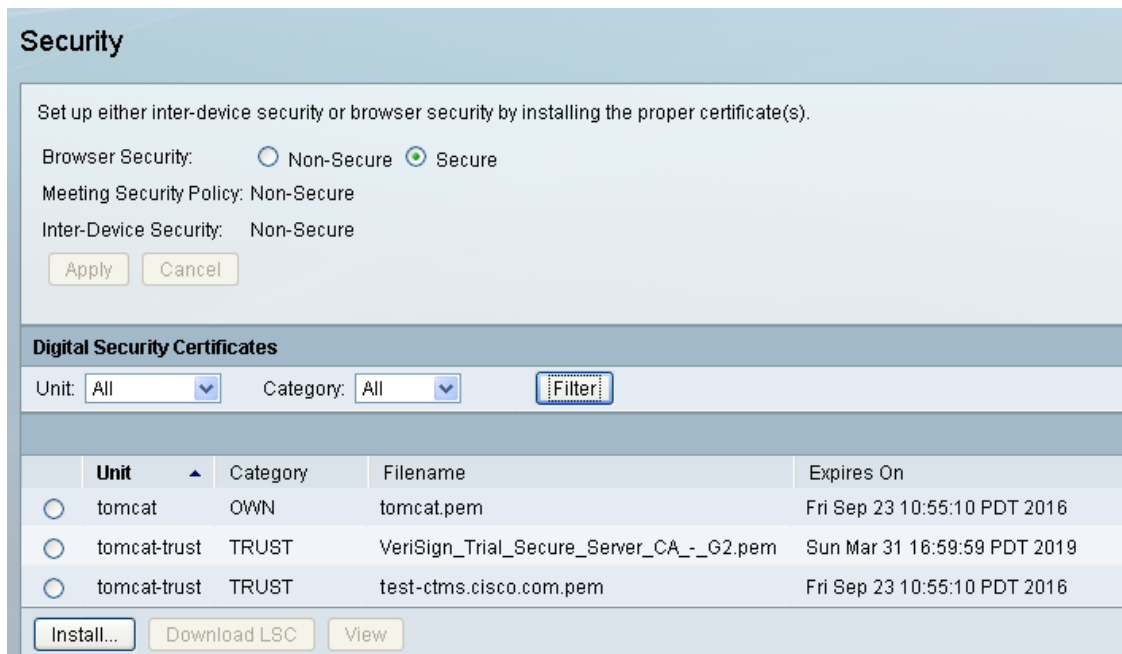 Security
Set up either inter-device security or browser security by installing the proper certificate(s).
Browser Security: Non-Secure Secure
Meeting Security Policy: Non-Secure
Inter-Device Security: Non-Secure
Apply Cancel
Digital Security Certificates
Unit: All Category: All Filter
Unit Category Filename Expires On
tomcat OWN tomcat.pem Fri Sep 23 10:55:10 PDT 2016
tomcat-trust TRUST VeriSign_Trial_Secure_Server_CA_-_G2.pem Sun Mar 31 16:59:59 PDT 2019
tomcat-trust TRUST test-ctms.cisco.com.pem Fri Sep 23 10:55:10 PDT 2016
Install... Download LSC View